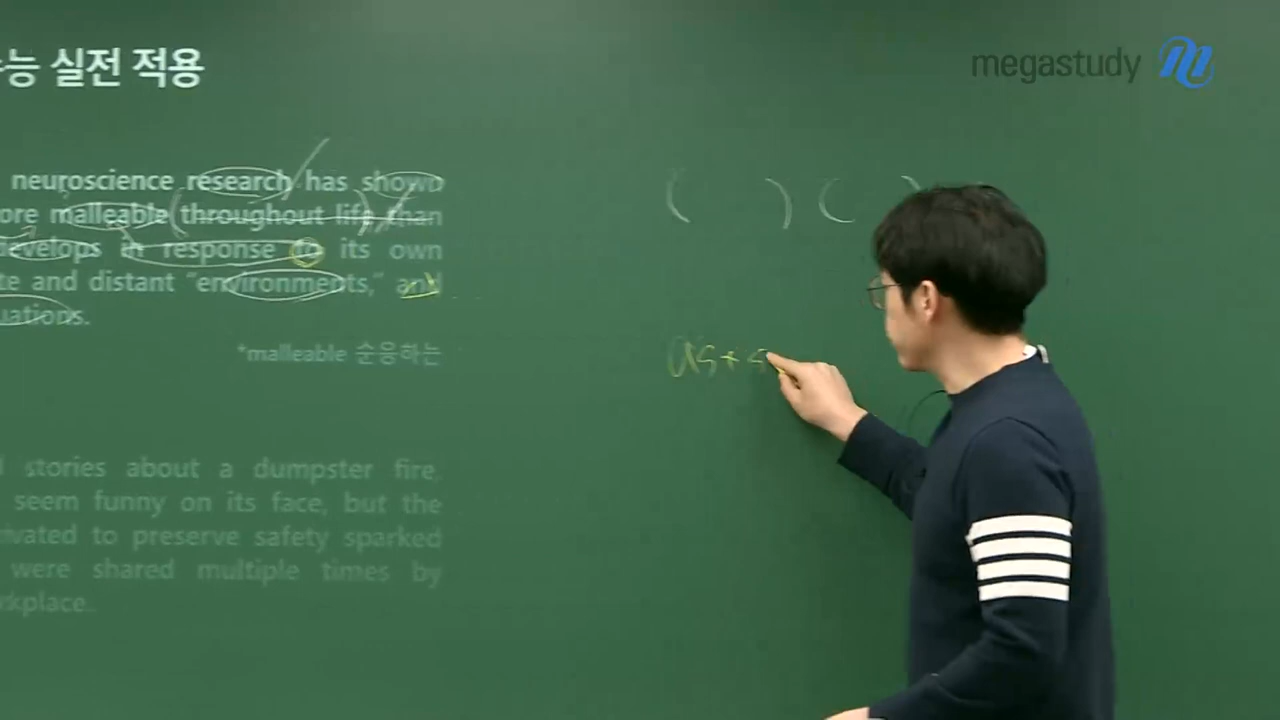 능 실전 적용
megastudy
neuroscience research has shown
ore malleable throughout life than
develops in response to its own
te and distant "environments," and
uations.
*malleable 순응하는
( ) (
as + s
stories about a dumpster fire,
seem funny on its face, but the
ivated to preserve safety sparked
were shared multiple times by
rkplace.